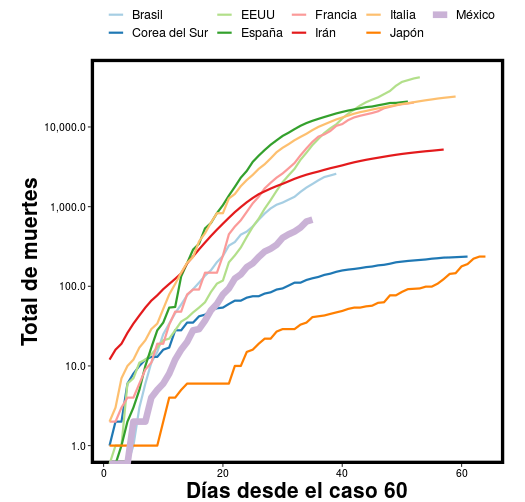 Brasil EEUU Francia Italia México
Corea del Sur España Irán Japón
Total de muertes
10,000.0
1,000.0
100.0
10.0
1.0
0 20 40 60
Días desde el caso 60